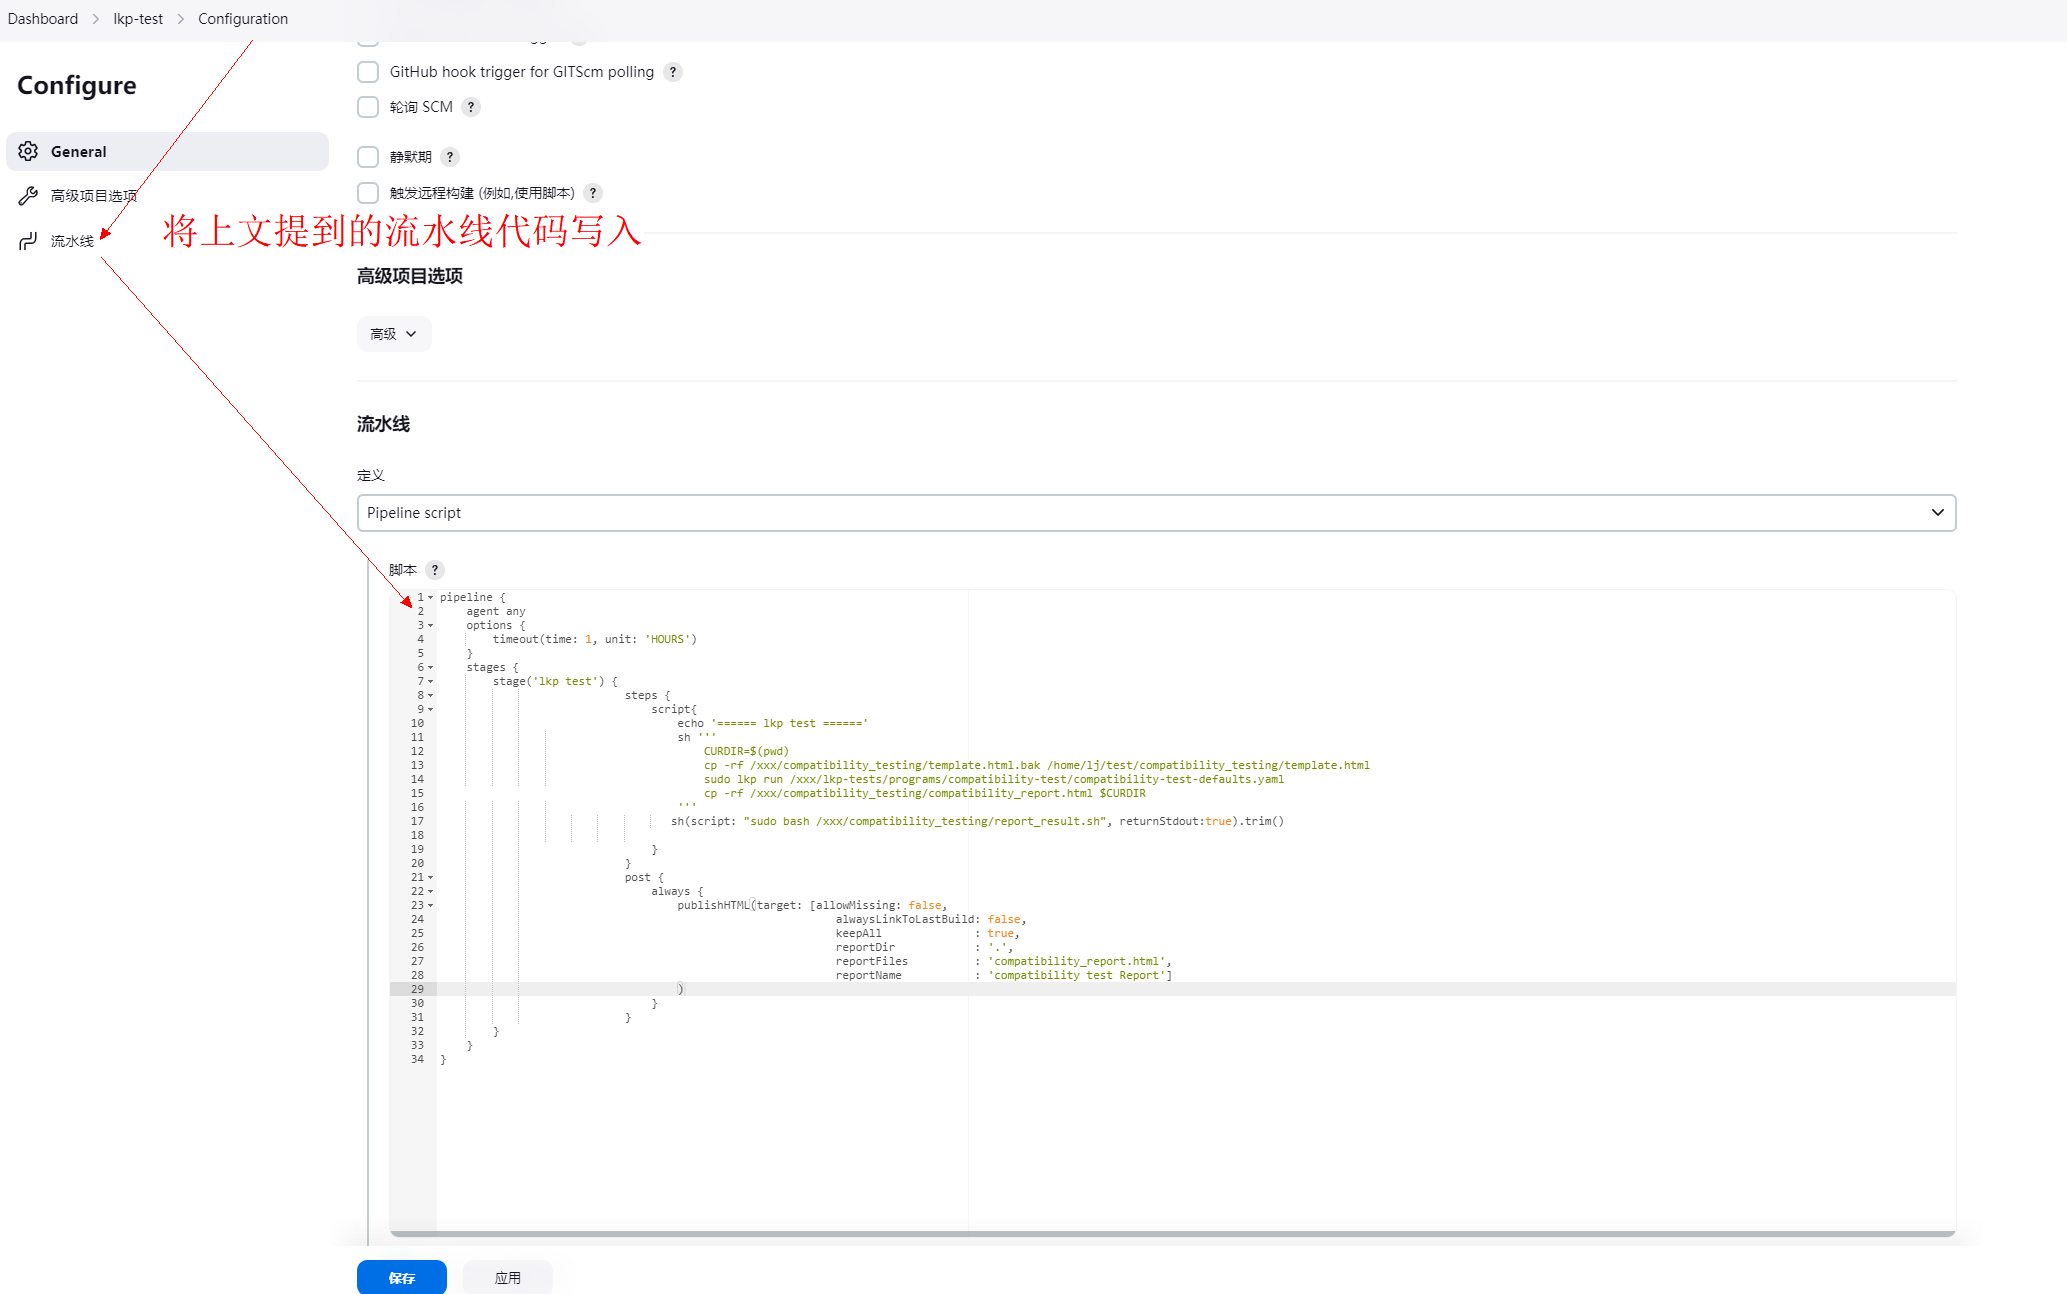 Dashboard > lkp-test > Configuration
Configure
General
高级项目选项
流水线
GitHub hook trigger for GITScm polling ?
轮询 SCM ?
静默期 ?
触发远程构建 (例如,使用脚本) ?
将上文提到的流水线代码写入
高级项目选项
高级
流水线
定义
Pipeline script
脚本 ?
1 pipeline {
2 agent any
3 options {
4 timeout(time: 1, unit: 'HOURS')
5 }
6 stages {
7 stage('lkp test') {
8 steps {
9 script{
10 echo '====== lkp test ======'
11 sh '''
12 CURDIR=$(pwd)
13 cp -rf /xxx/compatibility_testing/template.html.bak /home/lj/test/compatibility_testing/template.html
14 sudo lkp run /xxx/lkp-tests/programs/compatibility-test/compatibility-test-defaults.yaml
15 cp -rf /xxx/compatibility_testing/compatibility_report.html $CURDIR
16 '''
17 sh(script: "sudo bash /xxx/compatibility_testing/report_result.sh", returnStdout:true).trim()
18
19 }
20 }
21 post {
22 always {
23 publishHTML(target: [allowMissing: false,
24 alwaysLinkToLastBuild: false,
25 keepAll : true,
26 reportDir : '.',
27 reportFiles : 'compatibility_report.html',
28 reportName : 'compatibility test Report']
29 )
30 }
31 }
32 }
33 }
34 }
保存
应用